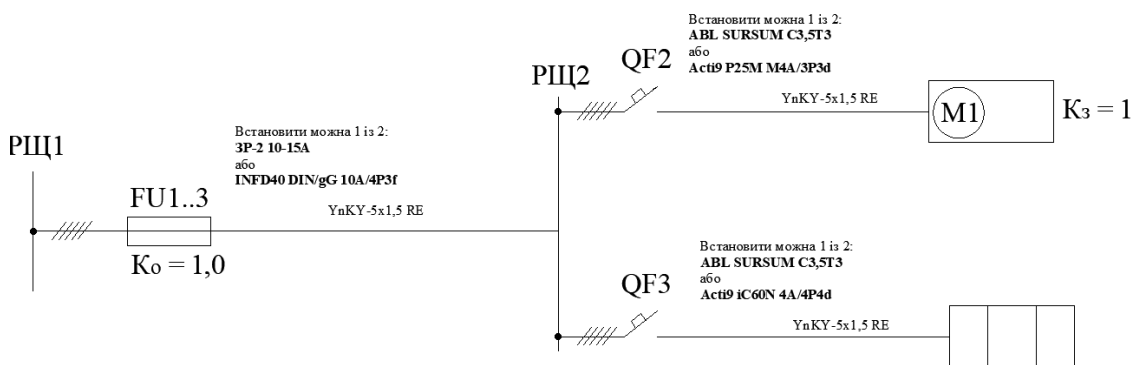 РЩ1
FU1..3
Kо = 1,0
Встановити можна 1 із 2:
ЗР-2 10-15А
або
INFD40 DIN/gG 10A/4P3f
YnKY-5x1,5 RE
РЩ2
QF2
Встановити можна 1 із 2:
ABL SURSUM C3,5T3
або
Acti9 P25M M4A/3P3d
YnKY-5x1,5 RE
М1
Kз = 1
QF3
Встановити можна 1 із 2:
ABL SURSUM C3,5T3
або
Acti9 iC60N 4A/4P4d
YnKY-5x1,5 RE